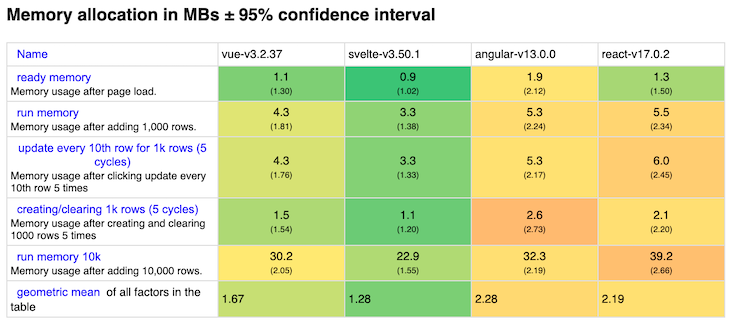 Memory allocation in MBs ± 95% confidence interval
Name vue-v3.2.37 svelte-v3.50.1 angular-v13.0.0 react-v17.0.2
ready memory 1.1 0.9 1.9 1.3
Memory usage after page load. (1.30) (1.02) (2.12) (1.50)
run memory 4.3 3.3 5.3 5.5
Memory usage after adding 1,000 rows. (1.81) (1.38) (2.24) (2.34)
update every 10th row for 1k rows (5
cycles) 4.3 3.3 5.3 6.0
Memory usage after clicking update every (1.76) (1.33) (2.17) (2.45)
10th row 5 times
creating/clearing 1k rows (5 cycles) 1.5 1.1 2.6 2.1
Memory usage after creating and clearing (1.54) (1.20) (2.73) (2.20)
1000 rows 5 times
run memory 10k 30.2 22.9 32.3 39.2
Memory usage after adding 10,000 rows. (2.05) (1.55) (2.19) (2.66)
geometric mean of all factors in the 1.67 1.28 2.28 2.19
table